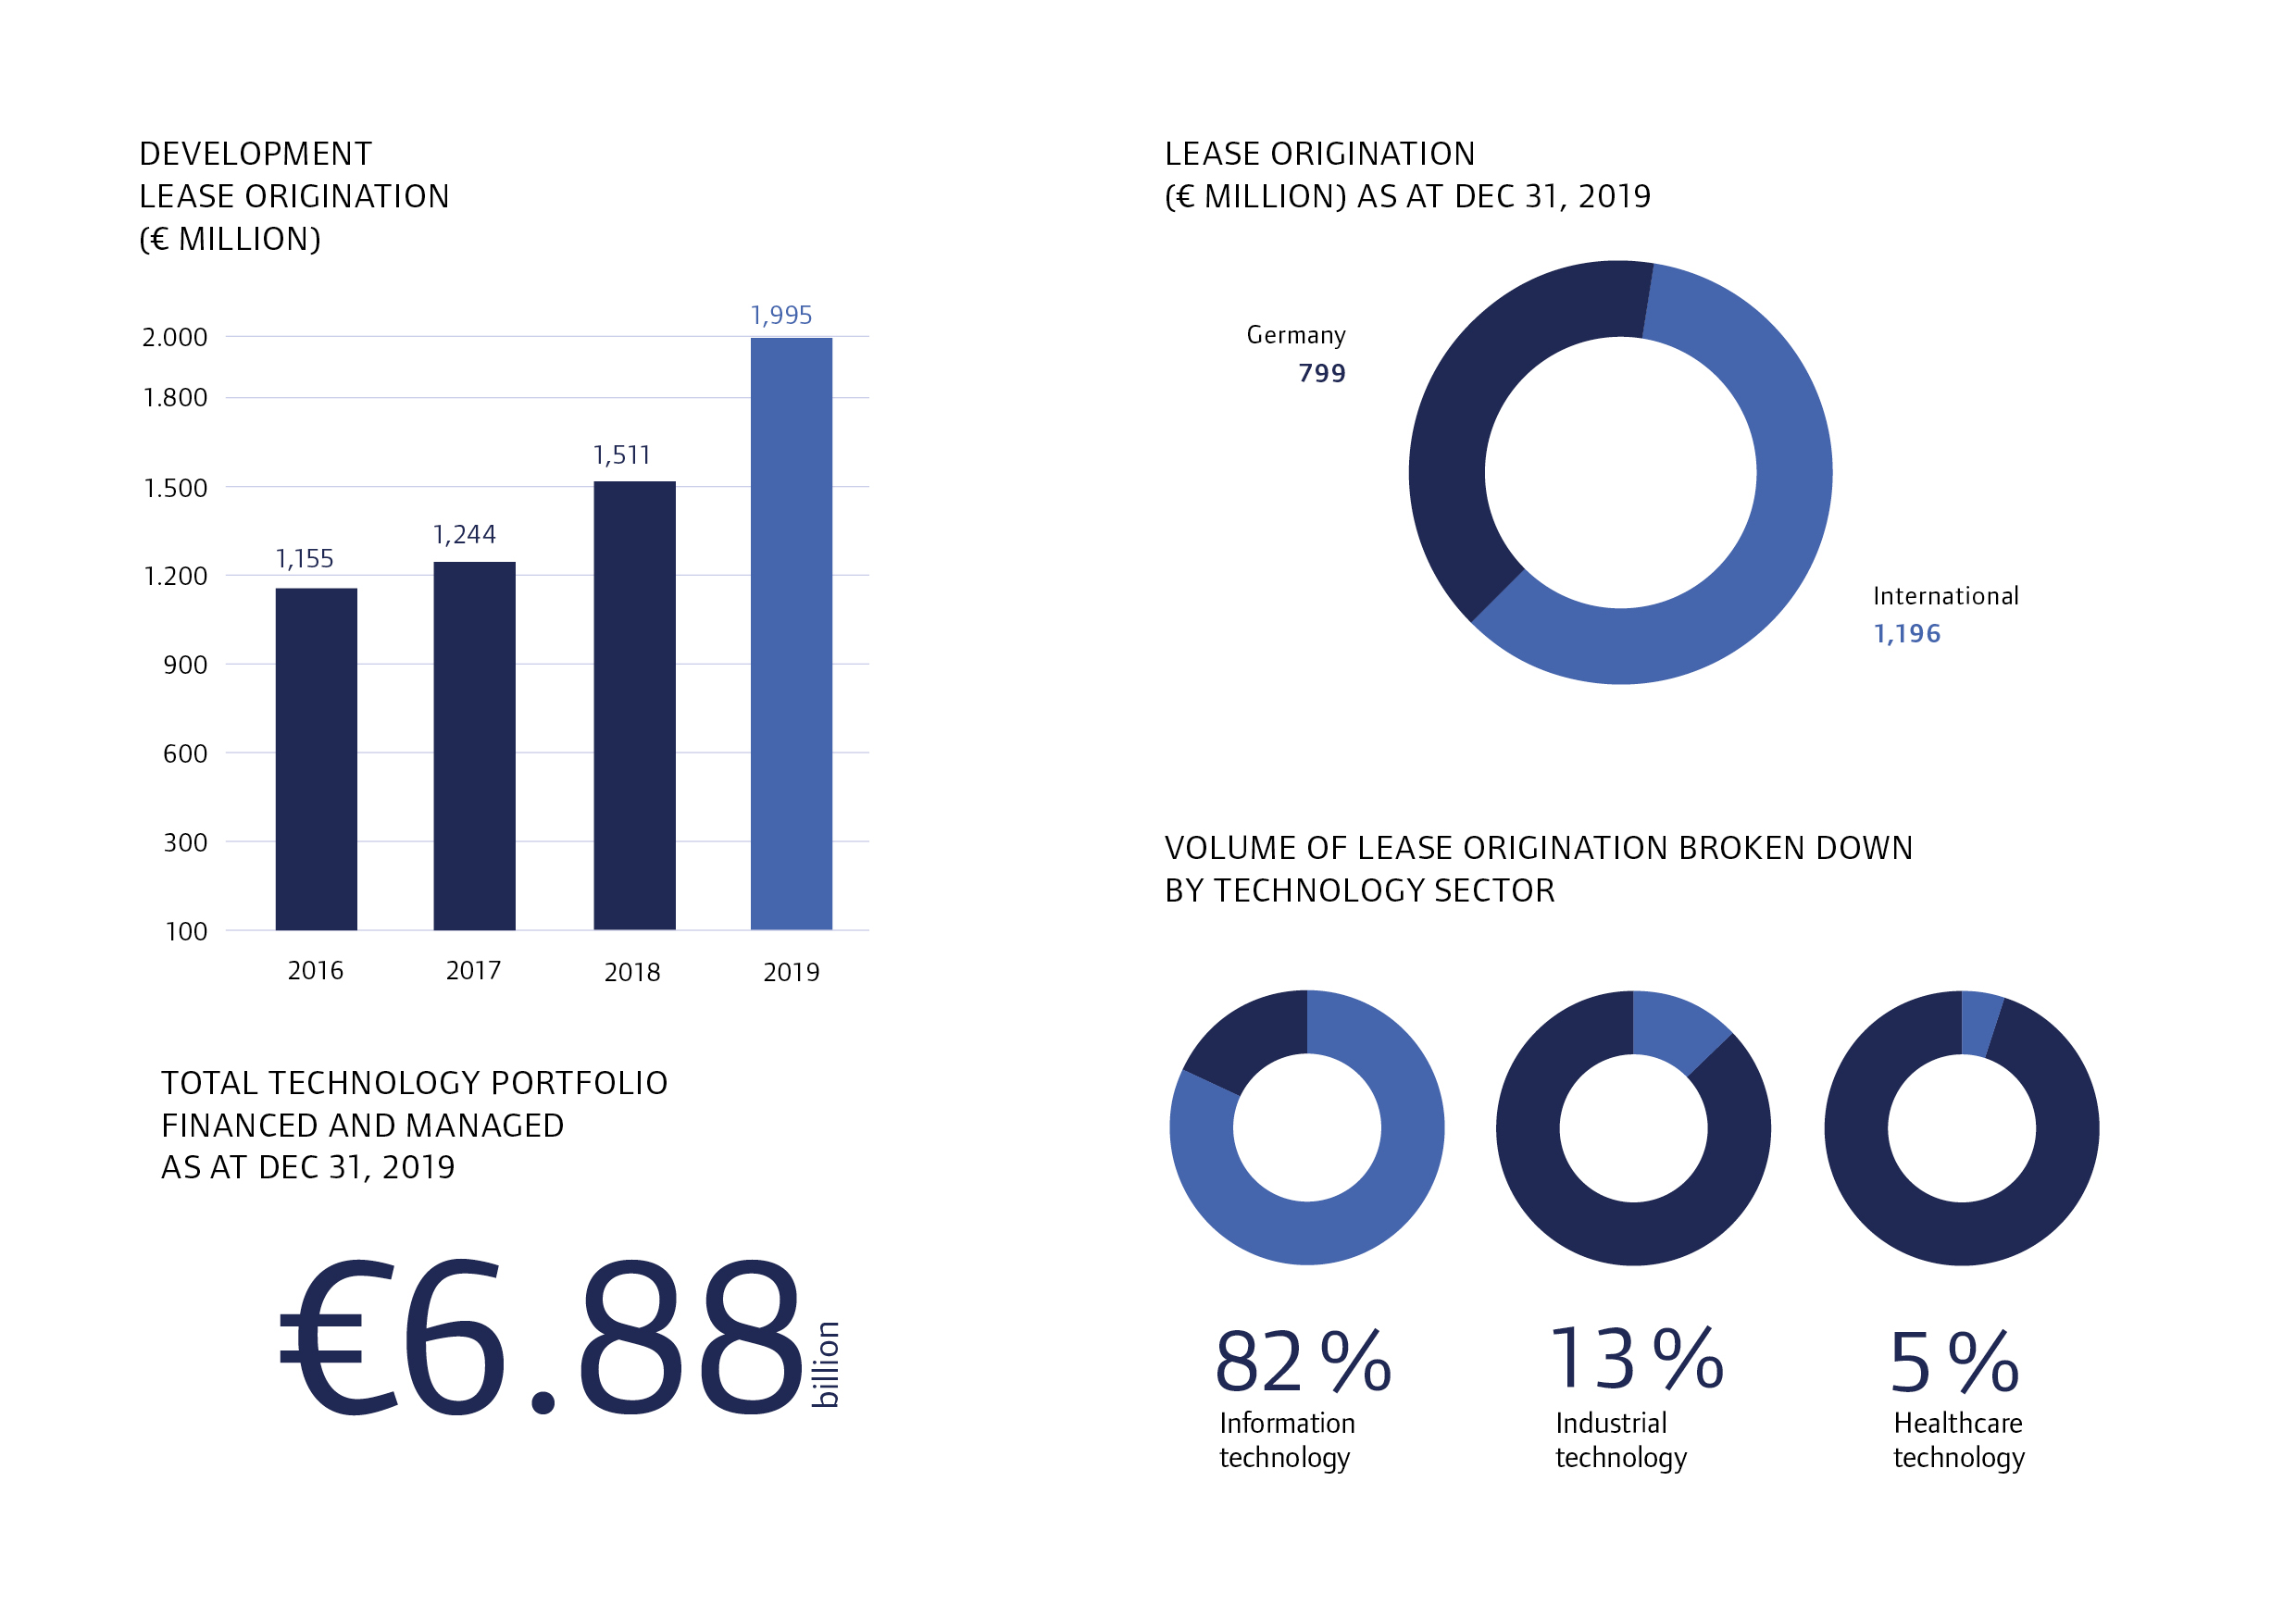 DEVELOPMENT
LEASE ORIGINATION
(€ MILLION)
2.000
1.800
1.500
1.200
900
600
300
100
1,155
1,244
1,511
1,995
2016
2017
2018
2019
TOTAL TECHNOLOGY PORTFOLIO
FINANCED AND MANAGED
AS AT DEC 31, 2019
€6.88 billion
LEASE ORIGINATION
(€ MILLION) AS AT DEC 31, 2019
Germany
799
International
1,196
VOLUME OF LEASE ORIGINATION BROKEN DOWN
BY TECHNOLOGY SECTOR
82 %
Information
technology
13 %
Industrial
technology
5 %
Healthcare
technology